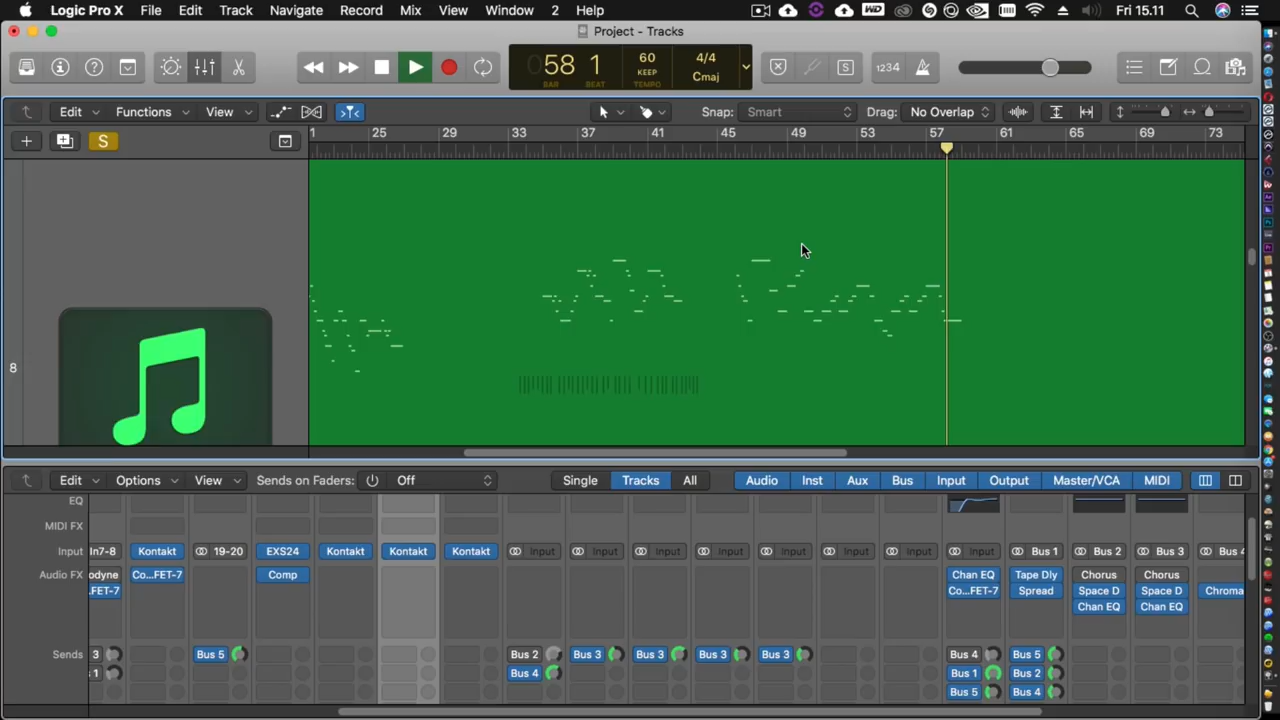 Logic Pro X File Edit Track Navigate Record Mix View Window 2 Help Fri 15.11
Project - Tracks
058 1 60 4/4
KEEP
BAR BEAT TEMPO Cmaj
S 1234
Edit Functions View Snap: Smart Drag: No Overlap
S 1 25 29 33 37 41 45 49 53 57 61 65 69 73
8
Edit Options View Sends on Faders: Off Single Tracks All Audio Inst Aux Bus Input Output Master/VCA MIDI
EQ
MIDI FX
Input In7-8 Kontakt 19-20 EXS24 Kontakt Kontakt Kontakt Input Input Input Input Input Input Input Input Bus 1 Bus 2 Bus 3 Bus 4
Audio FX odyne Co...FET-7 Comp Chan EQ Tape Dly Chorus Chorus
.FET-7 Co...FET-7 Spread Space D Space D Chroma
Chan EQ Chan EQ
Sends 3 Bus 5 Bus 2 Bus 3 Bus 3 Bus 3 Bus 3 Bus 4 Bus 5
1 Bus 4 Bus 1 Bus 2
Bus 5 Bus 4